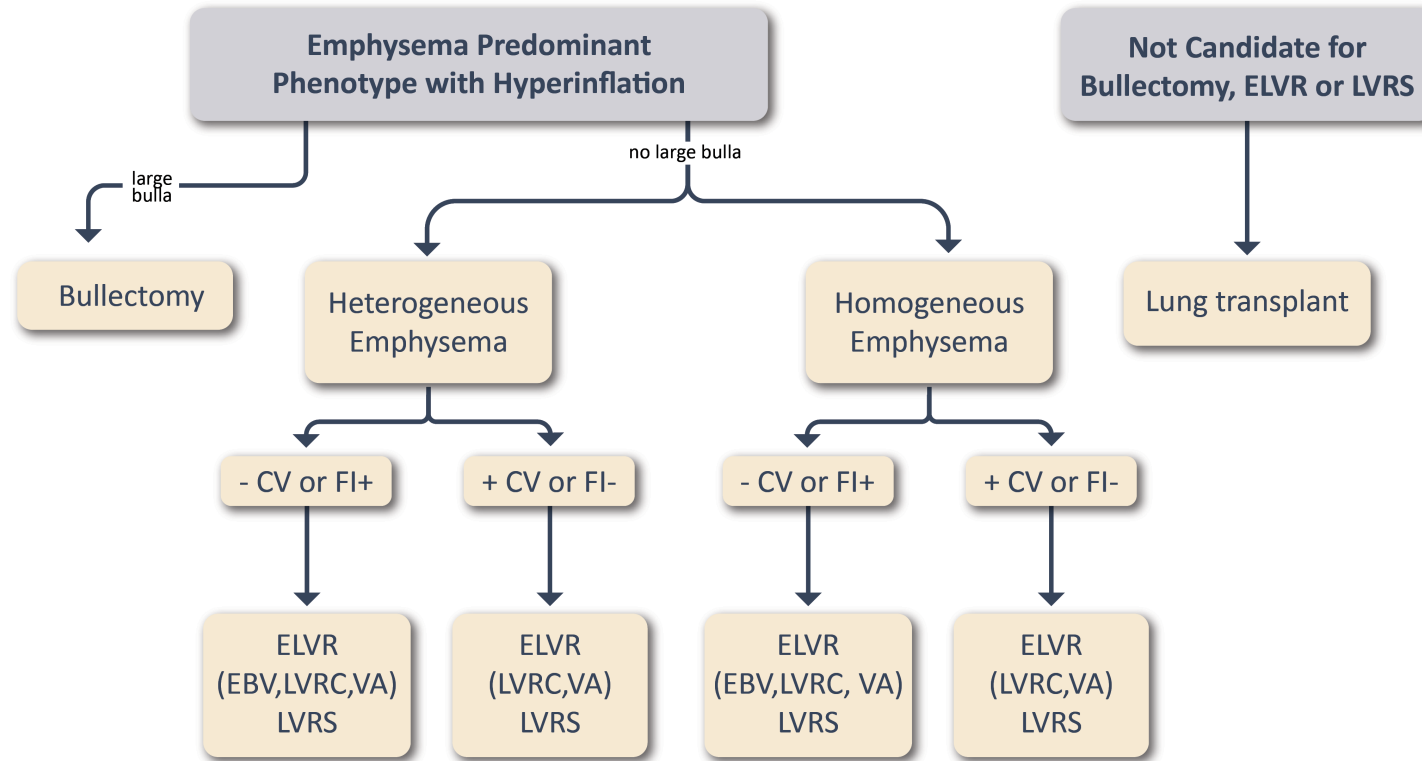 Emphysema Predominant
Phenotype with Hyperinflation
Not Candidate for
Bullectomy, ELVR or LVRS
large
bulla
no large bulla
Bullectomy
Heterogeneous
Emphysema
Homogeneous
Emphysema
Lung transplant
- CV or FI+
+ CV or FI-
- CV or FI+
+ CV or FI-
ELVR
(EBV,LVRC,VA)
LVRS
ELVR
(LVRC,VA)
LVRS
ELVR
(EBV,LVRC, VA)
LVRS
ELVR
(LVRC,VA)
LVRS